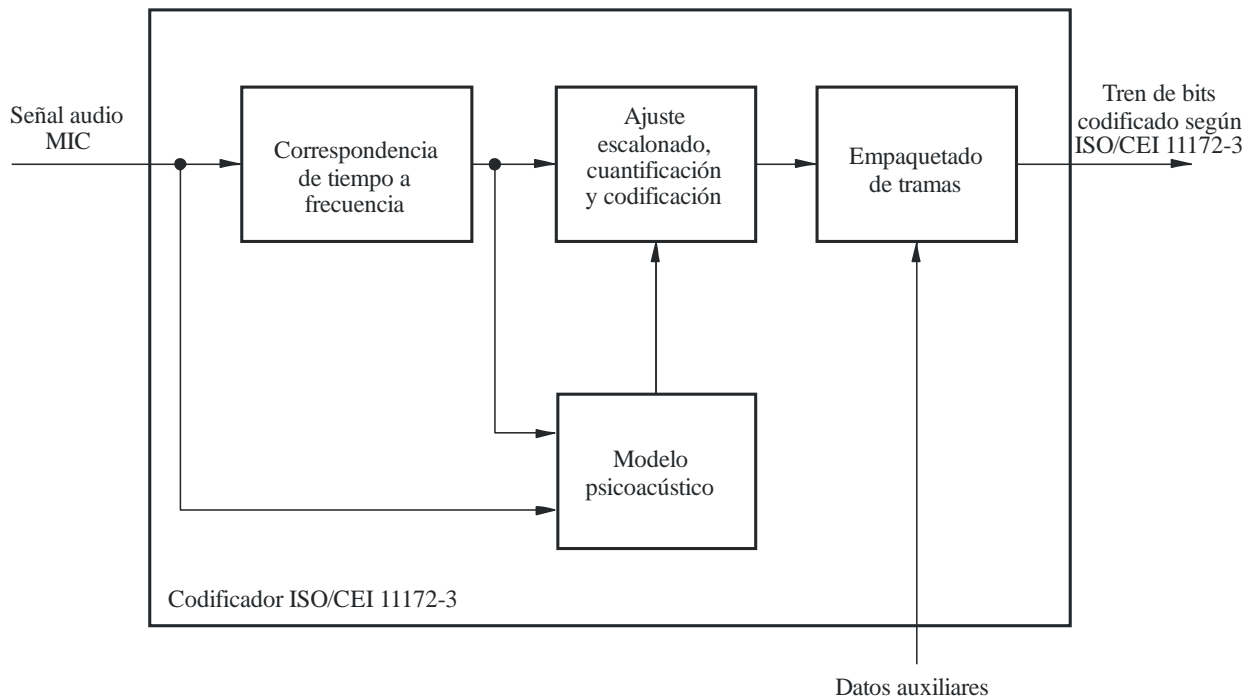 Señal audio
MIC
Correspondencia
de tiempo a
frecuencia
Ajuste
escalonado,
cuantificación
y codificación
Empaquetado
de tramas
Tren de bits
codificado según
ISO/CEI 11172-3
Modelo
psicoacústico
Codificador ISO/CEI 11172-3
Datos auxiliares